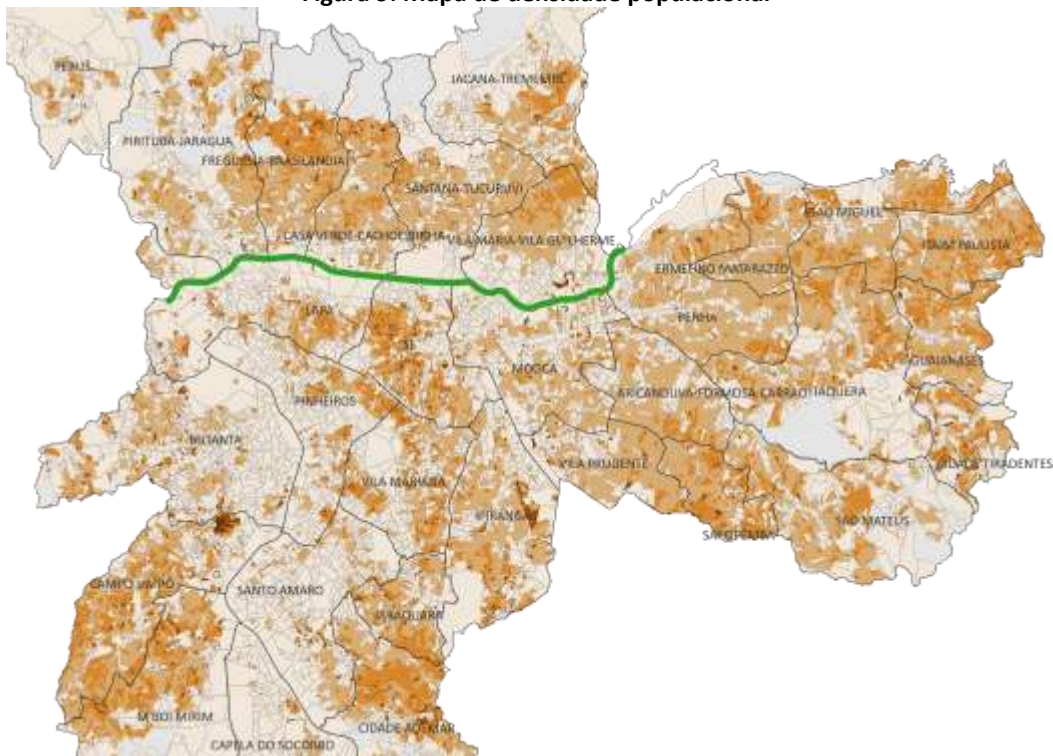 Figura 3. Mapa de densidade populacional
PERUS
JACANA-TREMEMBE
PIRITUBA-JARAGUA
FREGUESIA-BRASILANDIA
SANTANA-TUCURUVI
CASA VERDE-CACHOEIRINHA
VILA MARIA-VILA GUILHERME
SAO MIGUEL
ITAIM PAULISTA
ERMELINO MATARAZZO
LAPA
PENHA
SE
MOOCA
GUAIANASES
PINHEIROS
ARICANDUVA-FORMOSA-CARRAO
ITAQUERA
BUTANTA
VILA PRUDENTE
CIDADE TIRADENTES
VILA MARIANA
IPIRANGA
SAO MATEUS
SAPOPEMBA
CAMPO LIMPO
SANTO AMARO
JABAQUARA
M'BOI MIRIM
CIDADE ADEMAR
CAPELA DO SOCORRO